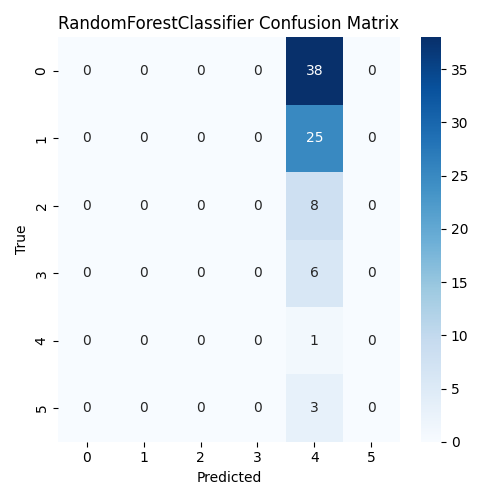 RandomForestClassifier Confusion Matrix
0 0 0 0 0 38 0
1 0 0 0 0 25 0
2 0 0 0 0 8 0
3 0 0 0 0 6 0
4 0 0 0 0 1 0
5 0 0 0 0 3 0
0 1 2 3 4 5
True
Predicted
35
30
25
20
15
10
5
0